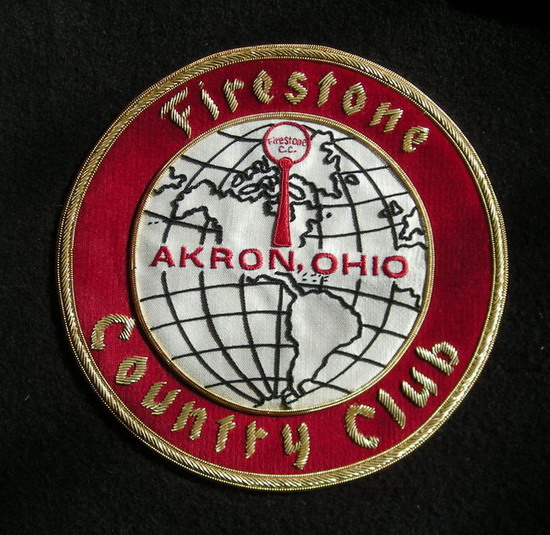 Firestone
Firestone
C.C.
AKRON, OHIO
Country Club